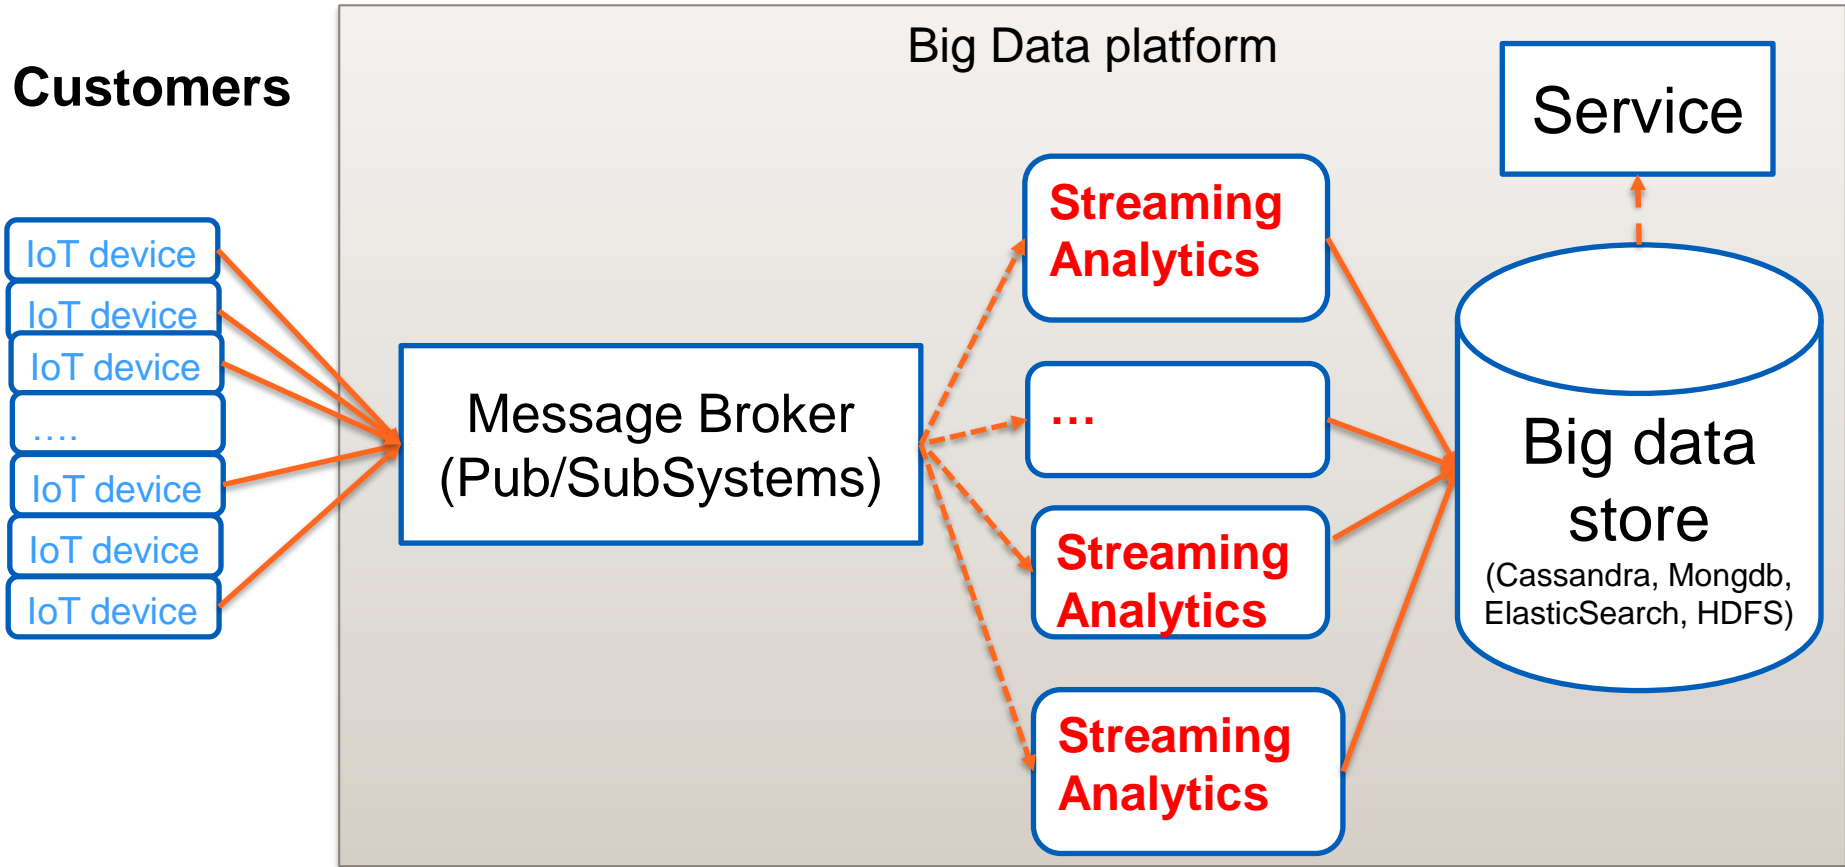 Big Data platform
Customers
Service
IoT device
IoT device
IoT device
....
IoT device
IoT device
IoT device
Message Broker
(Pub/SubSystems)
Streaming
Analytics
...
Streaming
Analytics
Streaming
Analytics
Big data
store
(Cassandra, Mongdb,
ElasticSearch, HDFS)